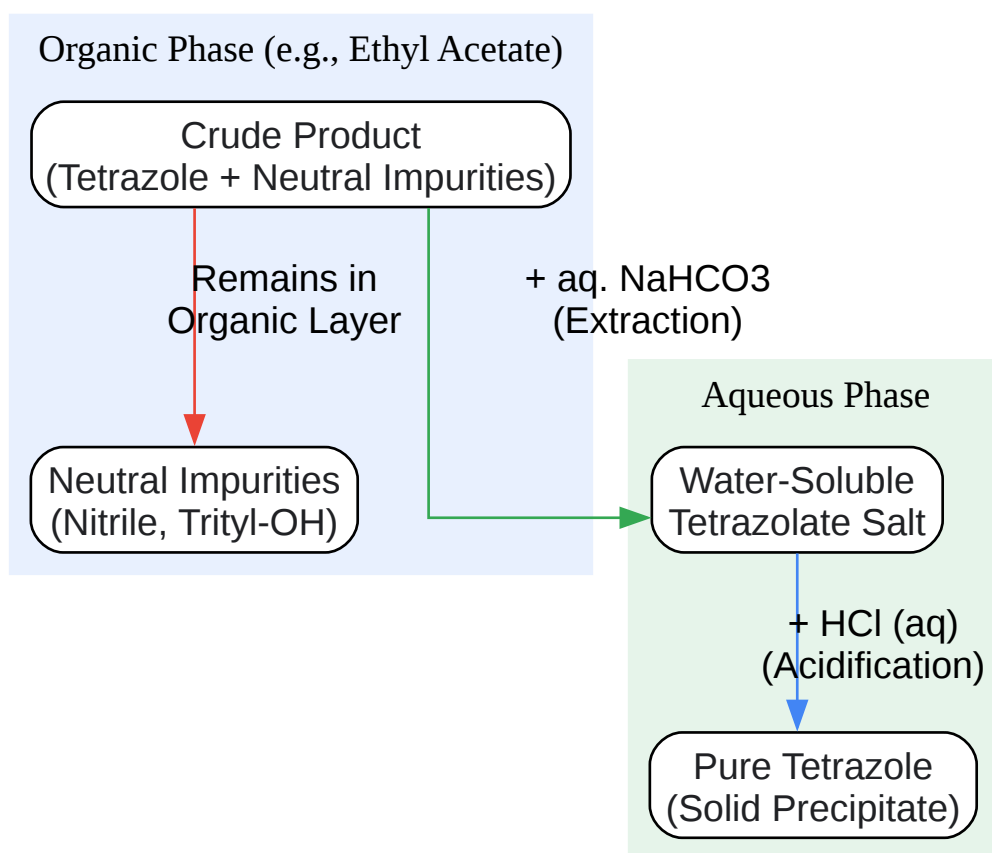 Organic Phase (e.g., Ethyl Acetate)
Crude Product
(Tetrazole + Neutral Impurities)
Remains in
Organic Layer
+ aq. NaHCO3
(Extraction)
Neutral Impurities
(Nitrile, Trityl-OH)
Aqueous Phase
Water-Soluble
Tetrazolate Salt
+ HCl (aq)
(Acidification)
Pure Tetrazole
(Solid Precipitate)